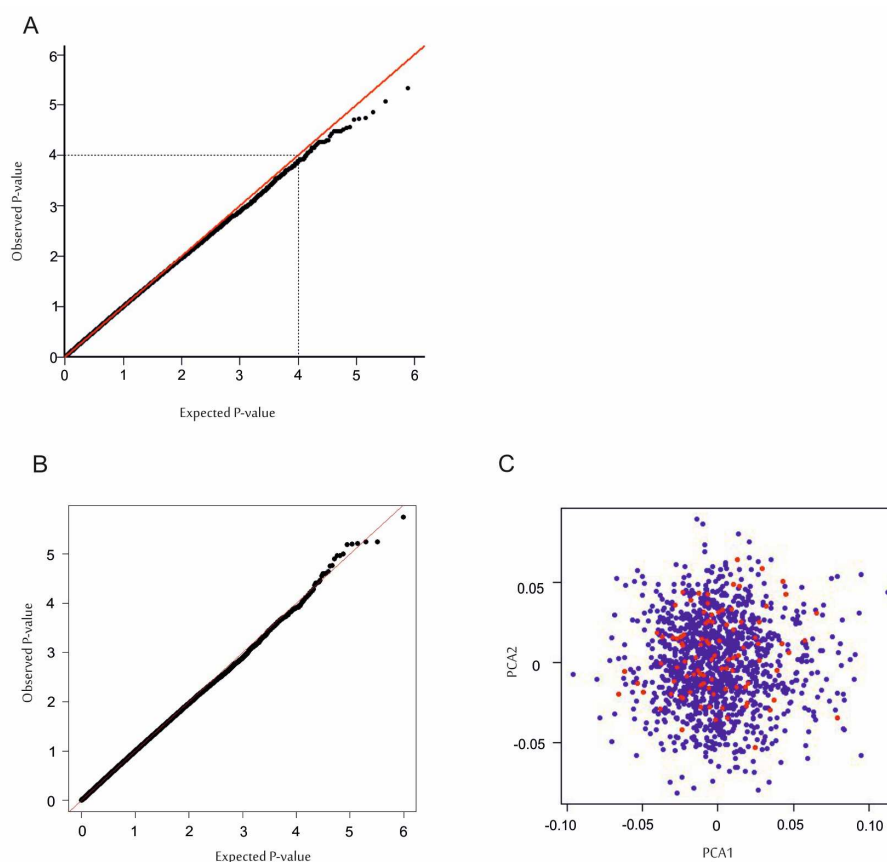 A
6
5
4
3
2
1
0
Observed P-value
0 1 2 3 4 5 6
Expected P-value
B
5
4
3
2
1
0
Observed P-value
0 1 2 3 4 5 6
Expected P-value
C
0.05
0
-0.05
PCA2
-0.10 -0.05 0 0.05 0.10
PCA1